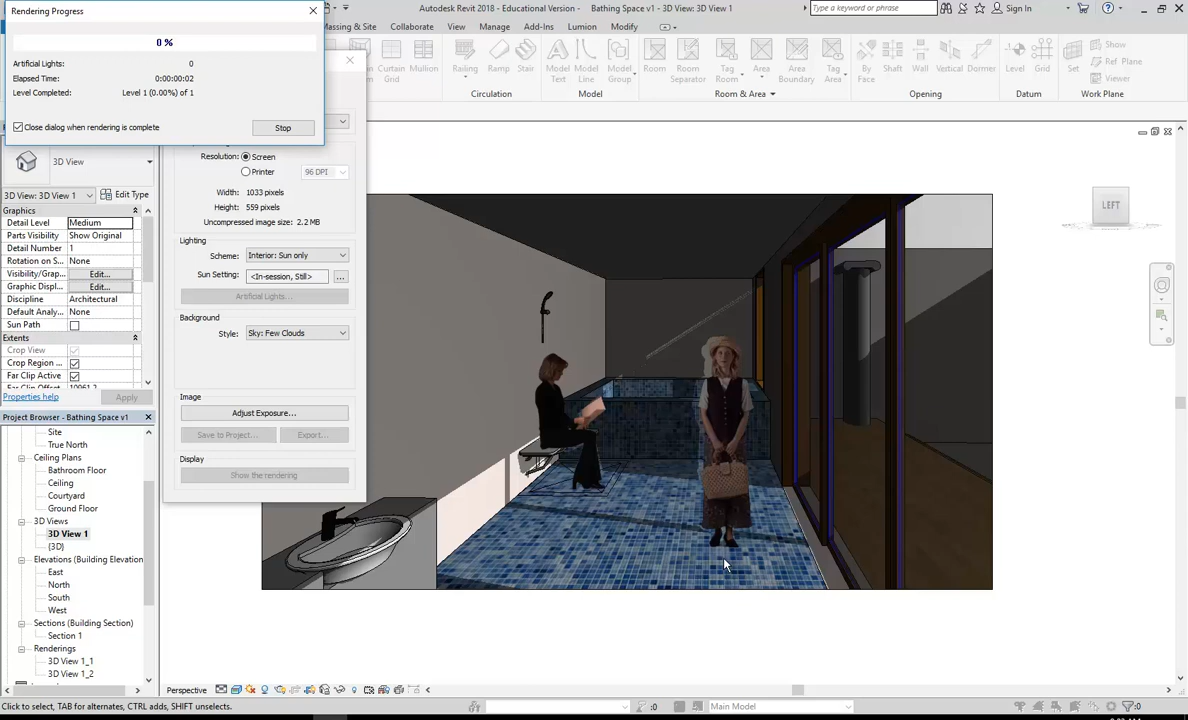 Rendering Progress
Autodesk Revit 2018 - Educational Version - Bathing Space v1 - 3D View: 3D View 1
Type a keyword or phrase
Sign In
0 %
Massing & Site
Collaborate
View
Manage
Add-Ins
Lumion
Modify
Artificial Lights: 0
Elapsed Time: 0:00:00:02
Level Completed: Level 1 (0.00%) of 1
Close dialog when rendering is complete
Stop
Curtain Grid
Mullion
Railing
Ramp
Stair
Model Text
Model Line
Model Group
Room
Room Separator
Tag Room
Area
Area Boundary
Tag Area
By Face
Shaft
Wall
Vertical
Dormer
Level
Grid
Set
Show
Ref Plane
Viewer
Circulation
Model
Room & Area
Opening
Datum
Work Plane
3D View
3D View: 3D View 1
Edit Type
Graphics
Detail Level Medium
Parts Visibility Show Original
Detail Number 1
Rotation on S... None
Visibility/Grap... Edit...
Graphic Displ... Edit...
Discipline Architectural
Default Analy... None
Sun Path
Extents
Crop View
Crop Region ...
Far Clip Active
Far Clip Offset 10961.2
Properties help
Apply
Resolution: Screen
Printer 96 DPI
Width: 1033 pixels
Height: 559 pixels
Uncompressed image size: 2.2 MB
Lighting
Scheme: Interior: Sun only
Sun Setting: <In-session, Still> ...
Artificial Lights...
Background
Style: Sky: Few Clouds
Image
Adjust Exposure...
Save to Project...
Export...
Display
Show the rendering
LEFT
Project Browser - Bathing Space v1
Site
True North
Ceiling Plans
Bathroom Floor
Ceiling
Courtyard
Ground Floor
3D Views
3D View 1
{3D}
Elevations (Building Elevation
East
North
South
West
Sections (Building Section)
Section 1
Renderings
3D View 1_1
3D View 1_2
Perspective
Click to select, TAB for alternates, CTRL adds, SHIFT unselects.
:0
Main Model
:0